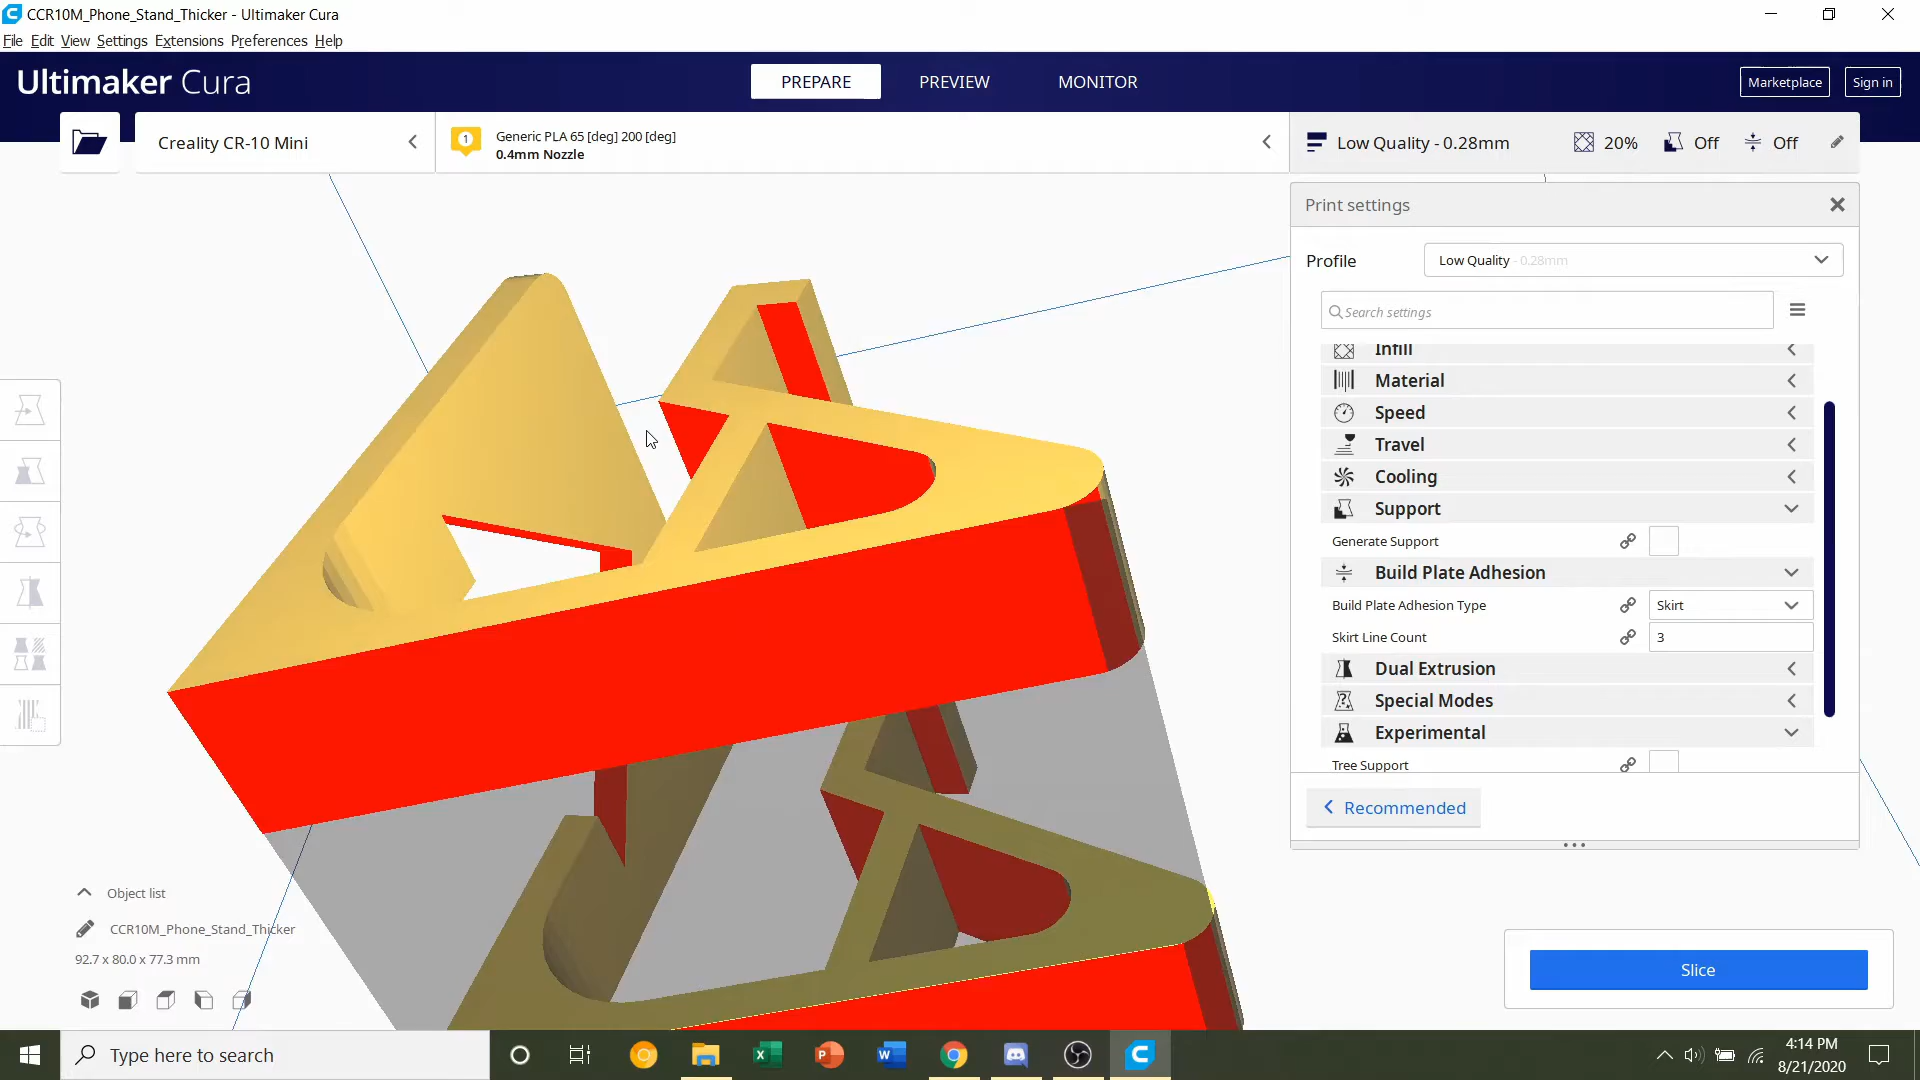 CCR10M_Phone_Stand_Thicker - Ultimaker Cura
File Edit View Settings Extensions Preferences Help
Ultimaker Cura
PREPARE
PREVIEW
MONITOR
Marketplace
Sign in
Creality CR-10 Mini
1
Generic PLA 65 [deg] 200 [deg]
0.4mm Nozzle
Low Quality - 0.28mm
20%
Off
Off
Print settings
Profile
Low Quality - 0.28mm
Search settings
Infill
Material
Speed
Travel
Cooling
Support
Generate Support
Build Plate Adhesion
Build Plate Adhesion Type
Skirt
Skirt Line Count
3
Dual Extrusion
Special Modes
Experimental
Tree Support
Recommended
Object list
CCR10M_Phone_Stand_Thicker
92.7 x 80.0 x 77.3 mm
Slice
Type here to search
4:14 PM
8/21/2020